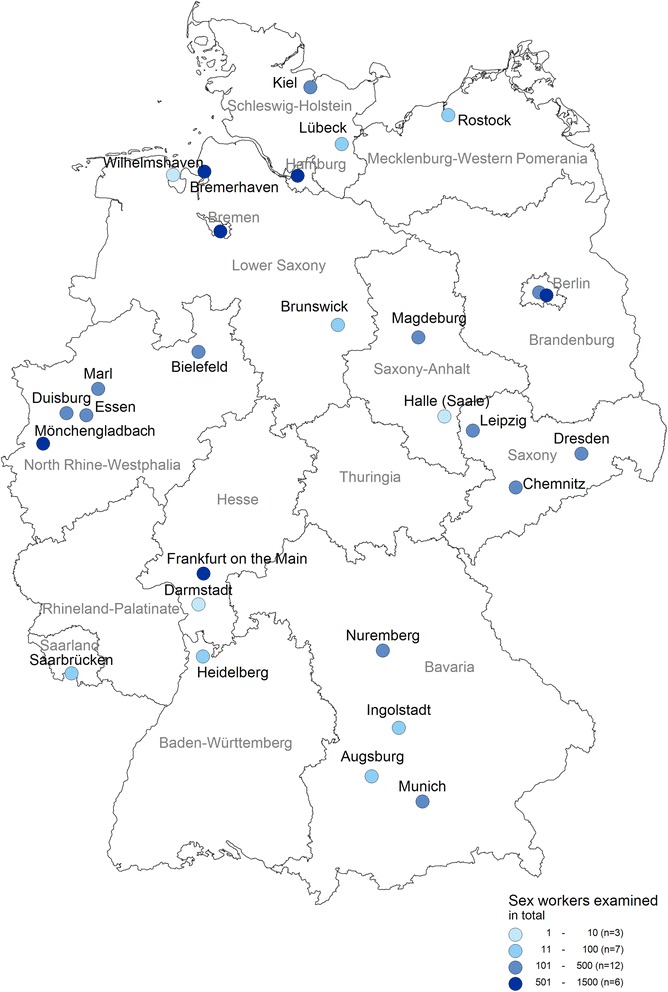 Kiel
Schleswig-Holstein
Lübeck
Rostock
Mecklenburg-Western Pomerania
Hamburg
Wilhelmshaven
Bremerhaven
Bremen
Lower Saxony
Berlin
Brunswick
Magdeburg
Brandenburg
Bielefeld
Saxony-Anhalt
Marl
Duisburg
Essen
Halle (Saale)
Leipzig
Mönchengladbach
Dresden
Saxony
North Rhine-Westphalia
Thuringia
Chemnitz
Hesse
Frankfurt on the Main
Darmstadt
Rhineland-Palatinate
Nuremberg
Saarland
Saarbrücken
Bavaria
Heidelberg
Ingolstadt
Baden-Württemberg
Augsburg
Munich
Sex workers examined
in total
1 - 10 (n=3)
11 - 100 (n=7)
101 - 500 (n=12)
501 - 1500 (n=6)